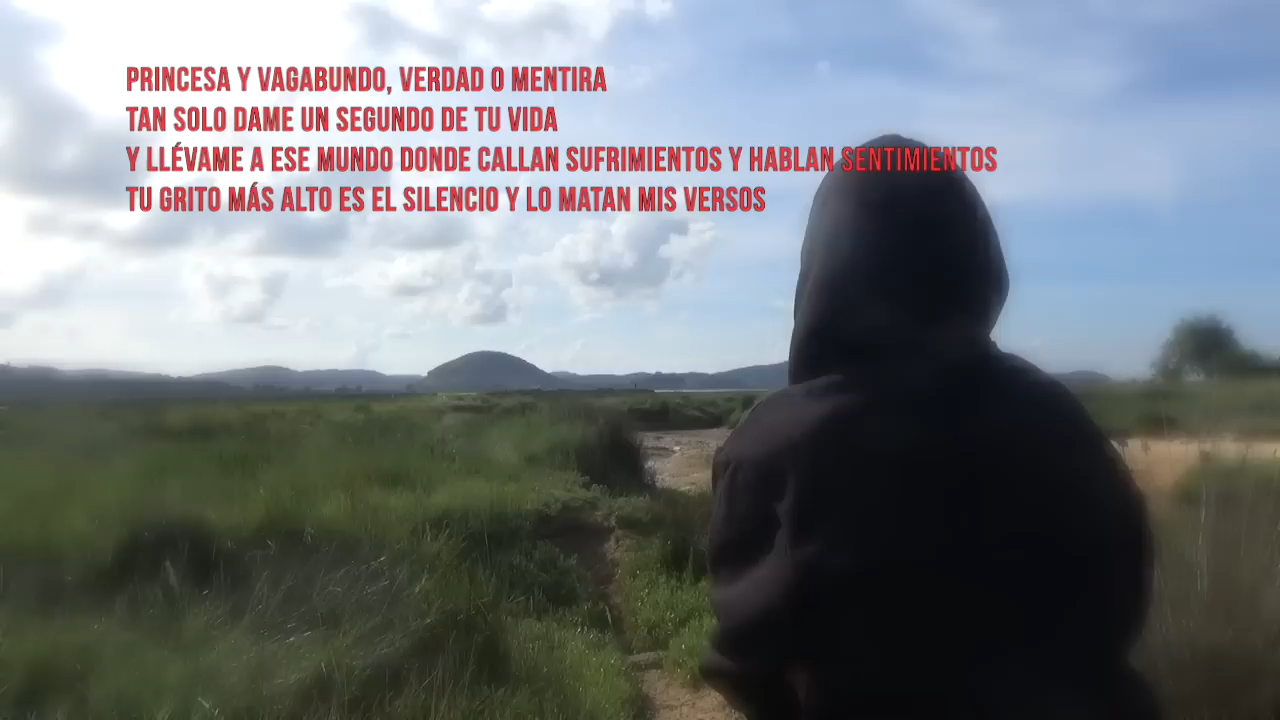 PRINCESA Y VAGABUNDO, VERDAD O MENTIRA
TAN SOLO DAME UN SEGUNDO DE TU VIDA
Y LLÉVAME A ESE MUNDO DONDE CALLAN SUFRIMIENTOS Y HABLAN SENTIMIENTOS
TU GRITO MÁS ALTO ES EL SILENCIO Y LO MATAN MIS VERSOS